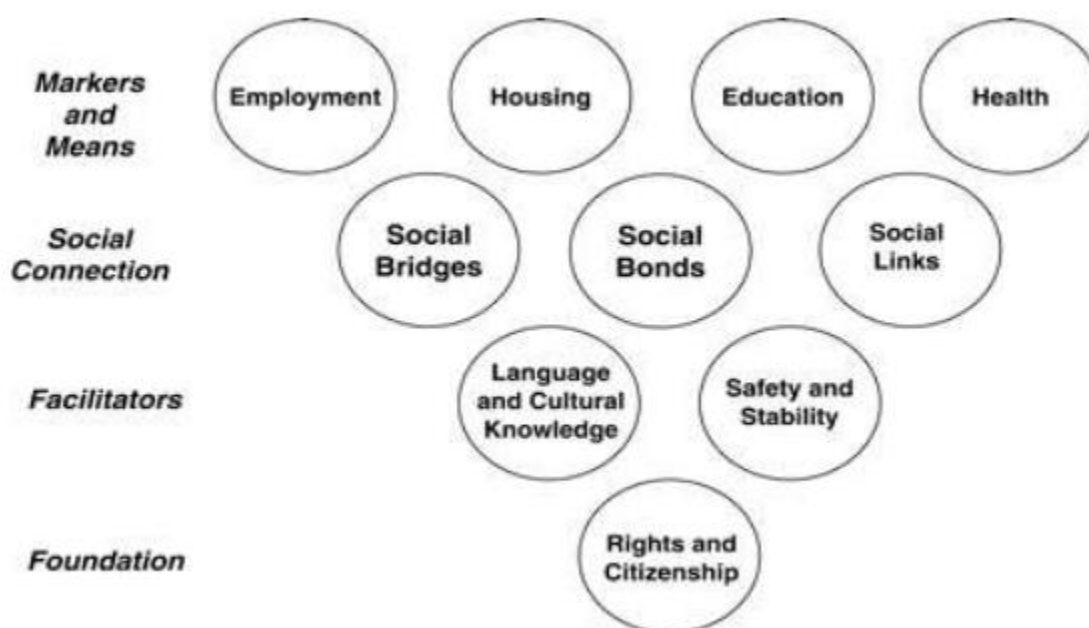 Markers
and
Means
Employment
Housing
Education
Health
Social
Connection
Social
Bridges
Social
Bonds
Social
Links
Facilitators
Language
and Cultural
Knowledge
Safety and
Stability
Foundation
Rights and
Citizenship